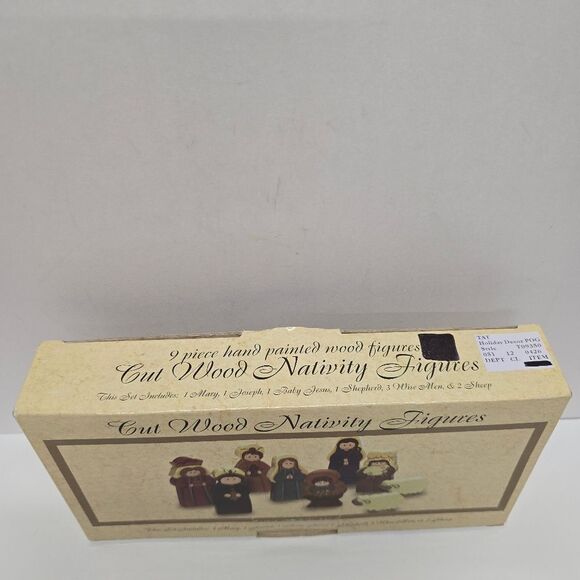 9 piece hand painted wood figures
Cut Wood Nativity Figures
This Set Includes: 1 Mary, 1 Joseph, 1 Baby Jesus, 1 Shepherd, 3 Wise Men, & 2 Sheep
TAT
Holiday Decor POG
Style T09350
051 12 0426
DEPT CL ITEM
Cut Wood Nativity Figures